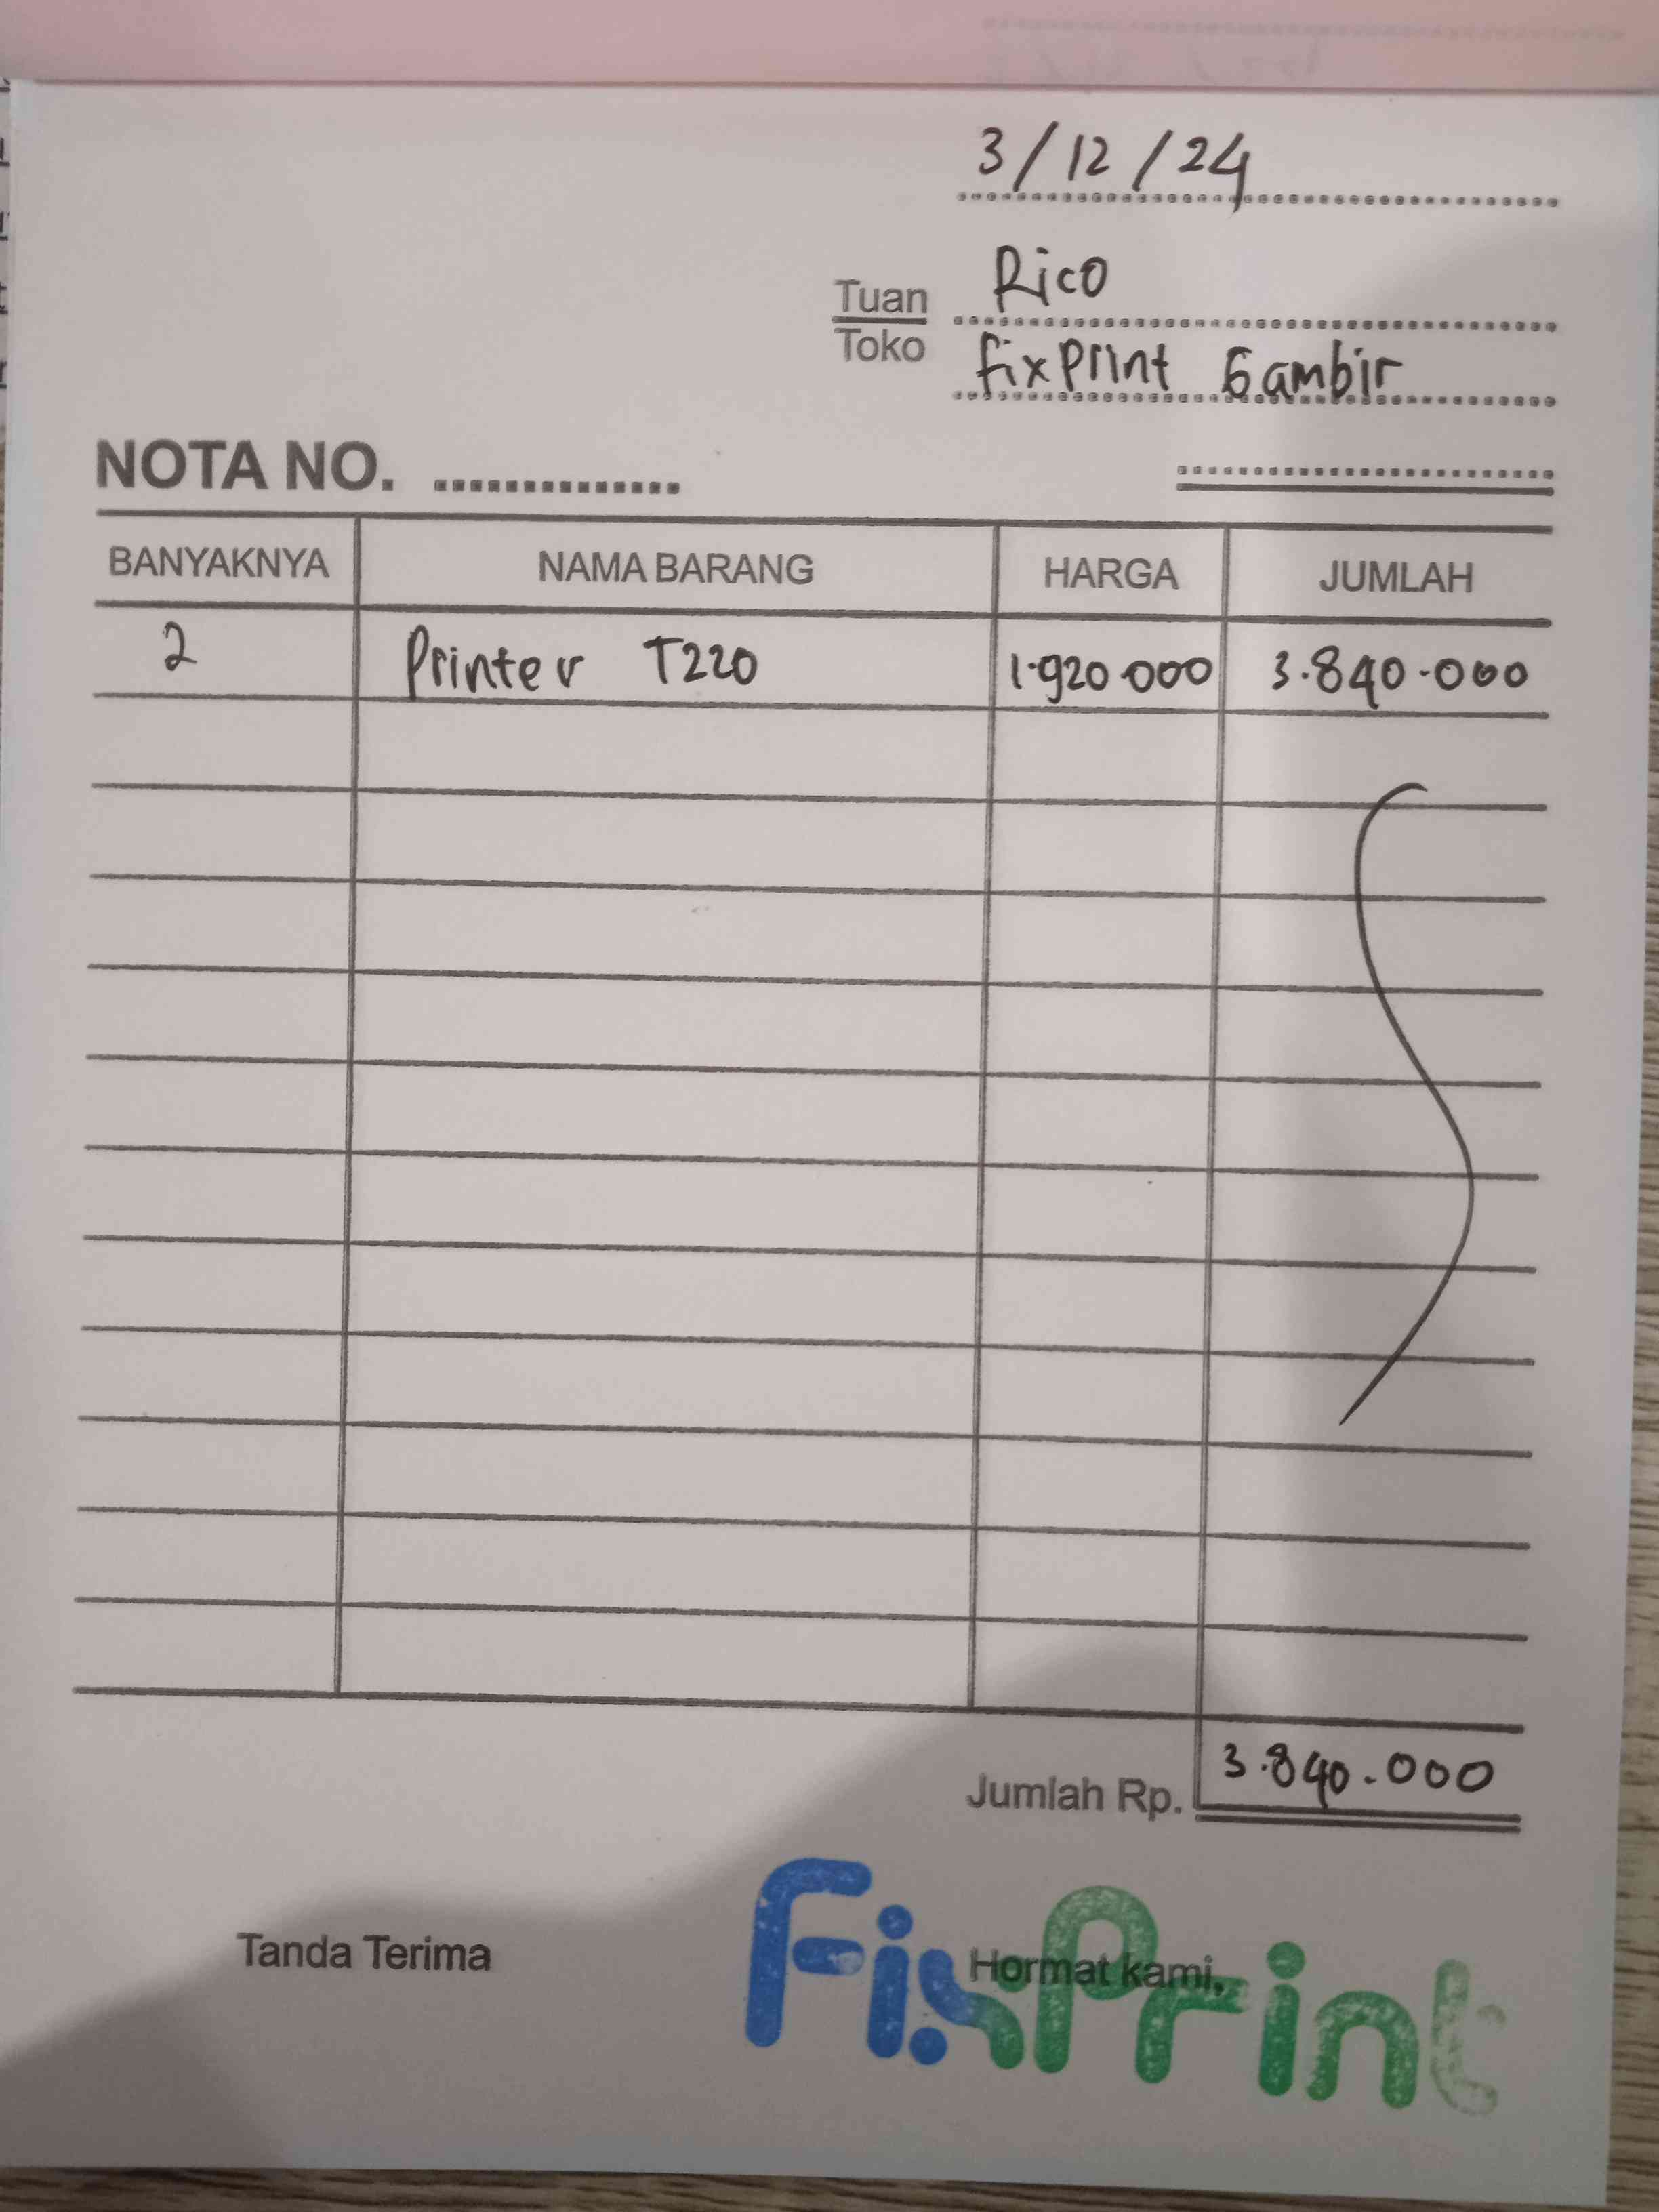 3/12/24
Tuan Rico
Toko FixPrint Gambir
NOTA NO. ...............
BANYAKNYA NAMA BARANG HARGA JUMLAH
2 Printer T220 1.920.000 3.840.000
Jumlah Rp. 3.840.000
Tanda Terima Hormat kami,
FixPrint